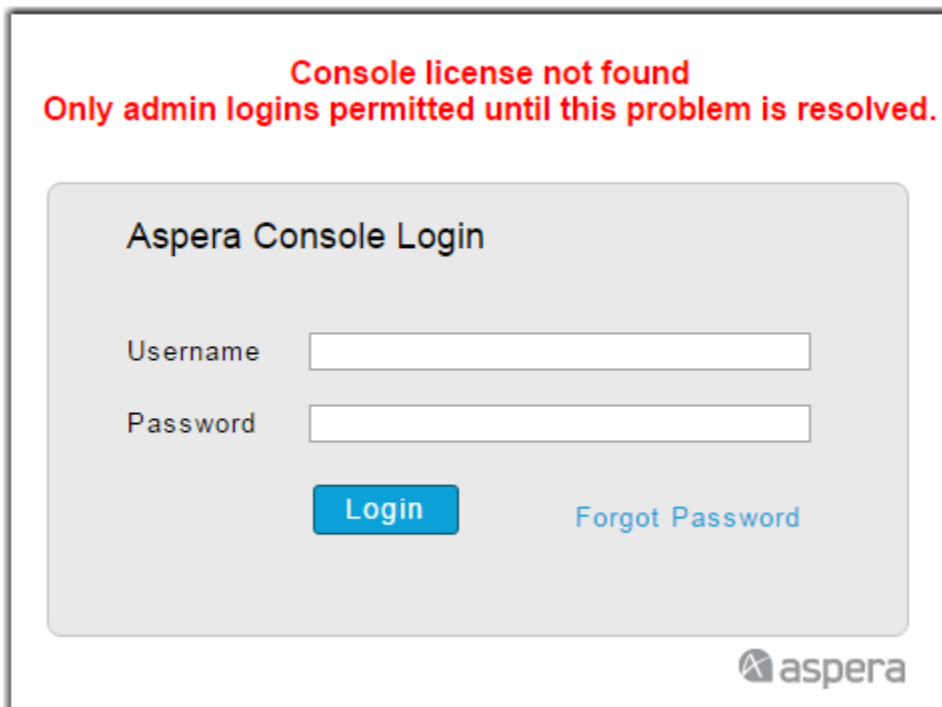 Console license not found
Only admin logins permitted until this problem is resolved.
Aspera Console Login
Username
Password
Login
Forgot Password
aspera